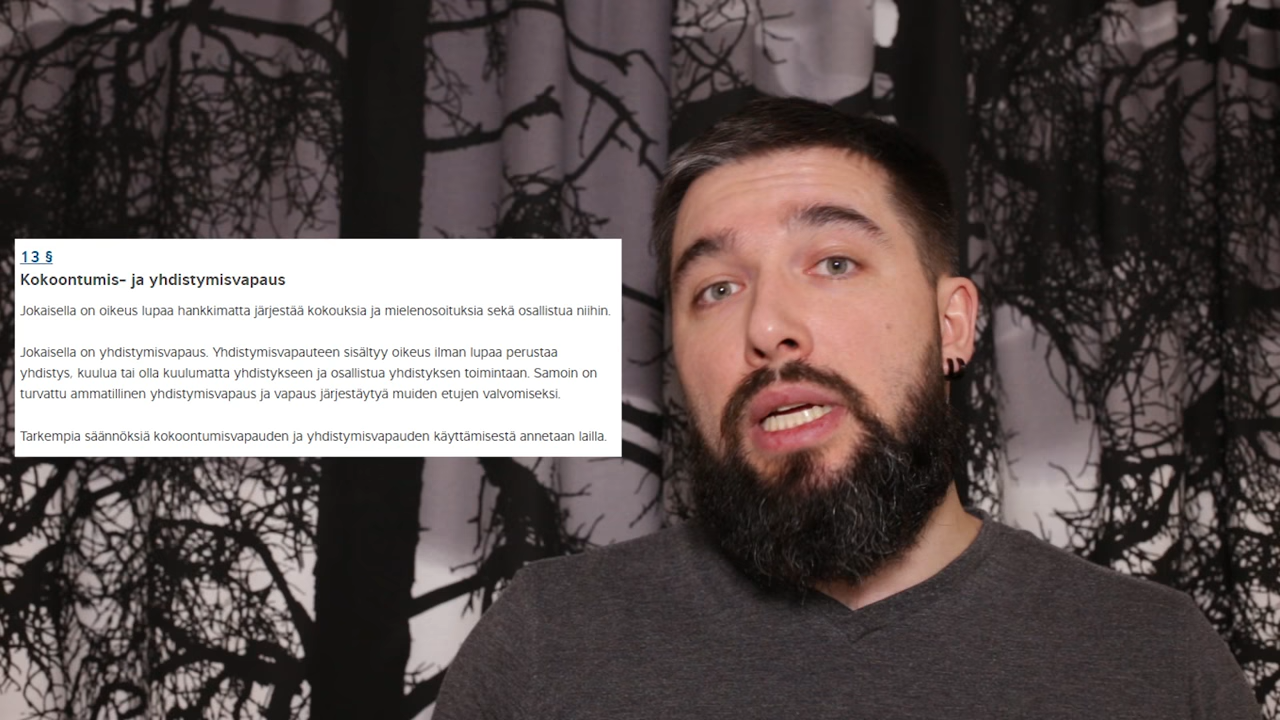 13 §
Kokoontumis- ja yhdistymisvapaus
Jokaisella on oikeus lupaa hankkimatta järjestää kokouksia ja mielenosoituksia sekä osallistua niihin.
Jokaisella on yhdistymisvapaus. Yhdistymisvapauteen sisältyy oikeus ilman lupaa perustaa
yhdistys, kuulua tai olla kuulumatta yhdistykseen ja osallistua yhdistyksen toimintaan. Samoin on
turvattu ammatillinen yhdistymisvapaus ja vapaus järjestäytyä muiden etujen valvomiseksi.
Tarkempia säännöksiä kokoontumisvapauden ja yhdistymisvapauden käyttämisestä annetaan lailla.